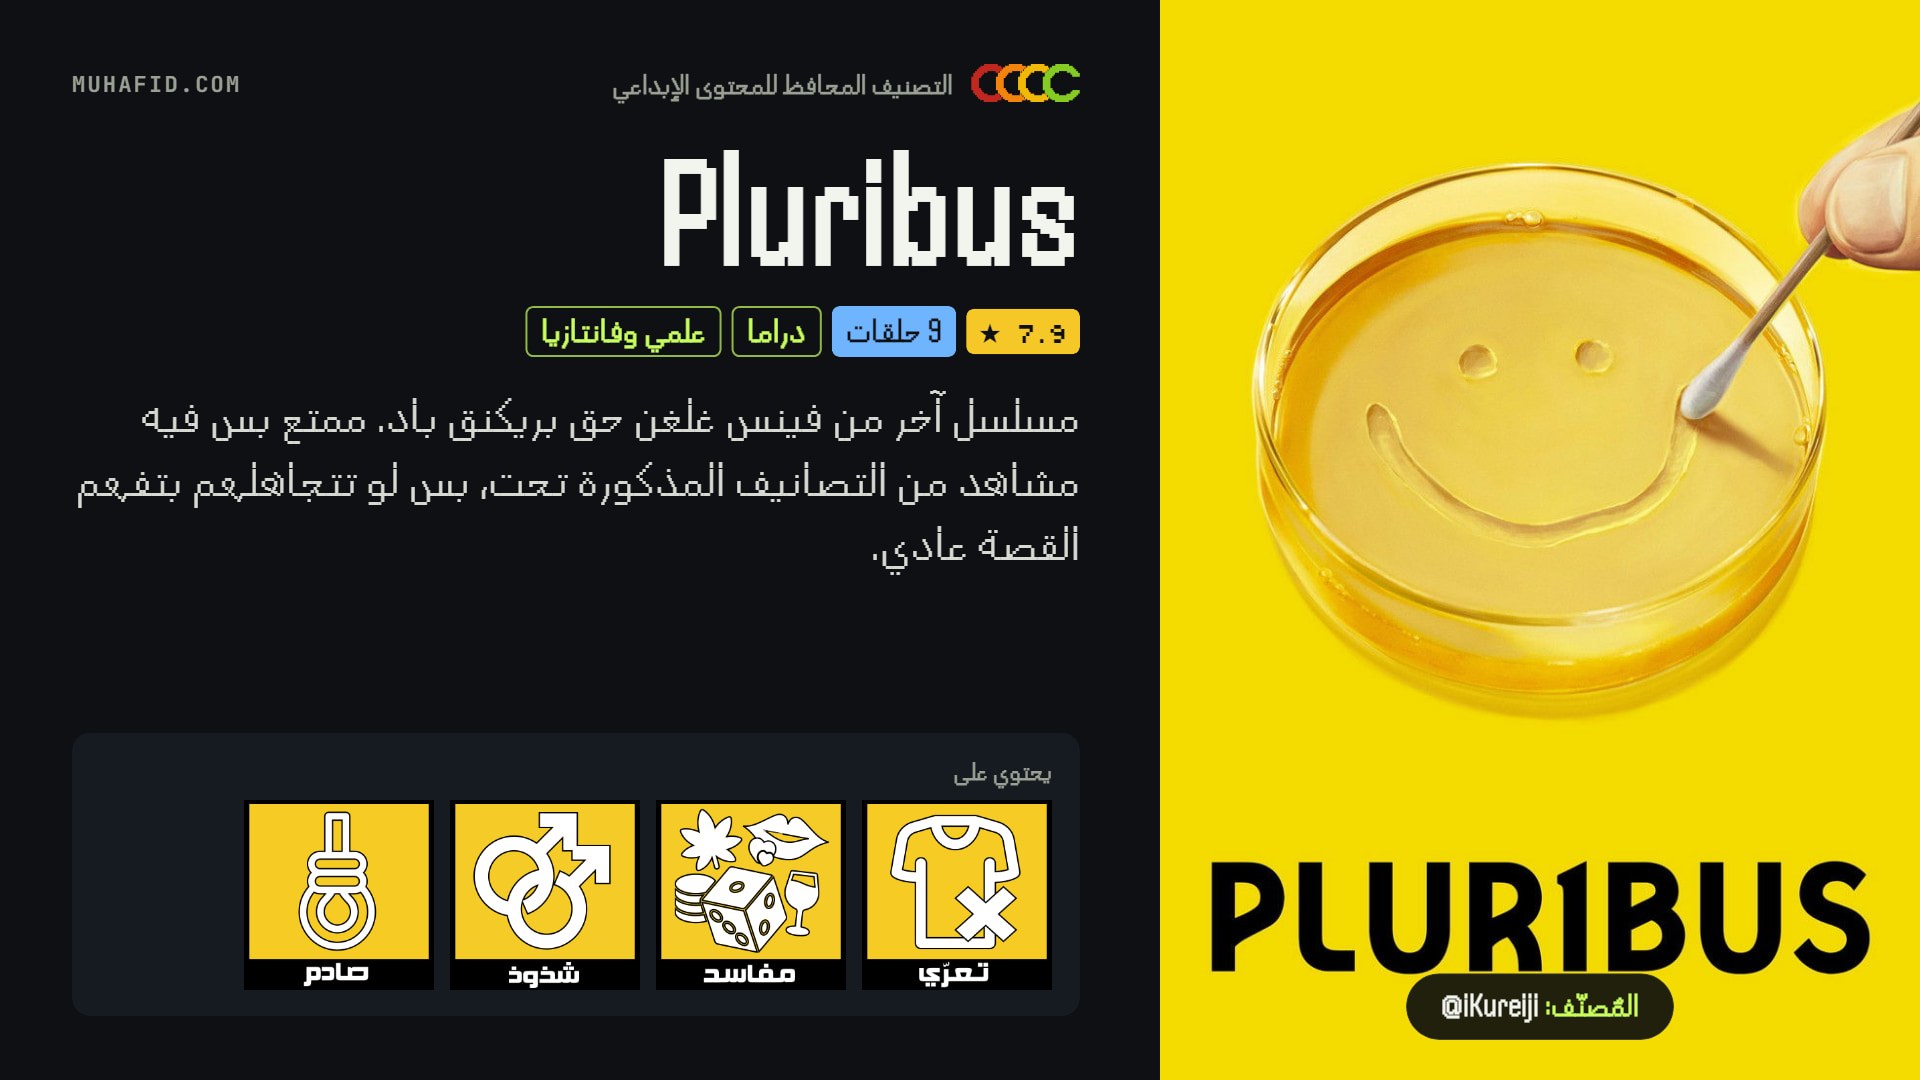 التصنيف المحافظ للمحتوى الإبداعي
MUHAFID.COM
Pluribus
7.9 ★
9 حلقات
دراما
علمي وفانتازيا
مسلسل آخر من فينس غلغن حق بريكنق باد. ممتع بس فيه
مشاهد من التصانيف المذكورة تحت، بس لو تتجاهلهم بتفهم
القصة عادي.
يحتوي على
تعرّي
مفاسد
شذوذ
صادم
PLUR1BUS
المُصنّف: @iKureiji